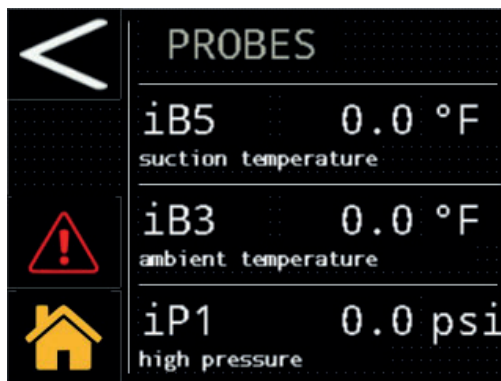 PROBES
iB5 0.0 °F
suction temperature
iB3 0.0 °F
ambient temperature
iP1 0.0 psi
high pressure